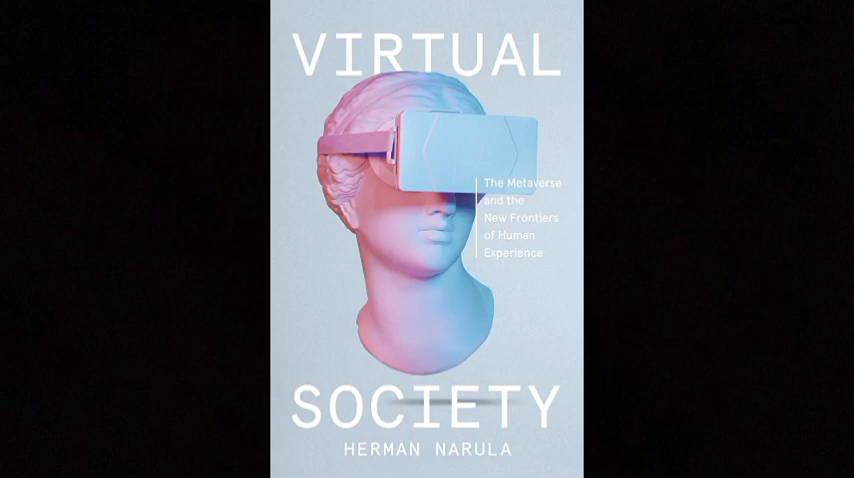 VIRTUAL
The Metaverse
and the
New Frontiers
of Human
Experience
SOCIETY
HERMAN NARULA